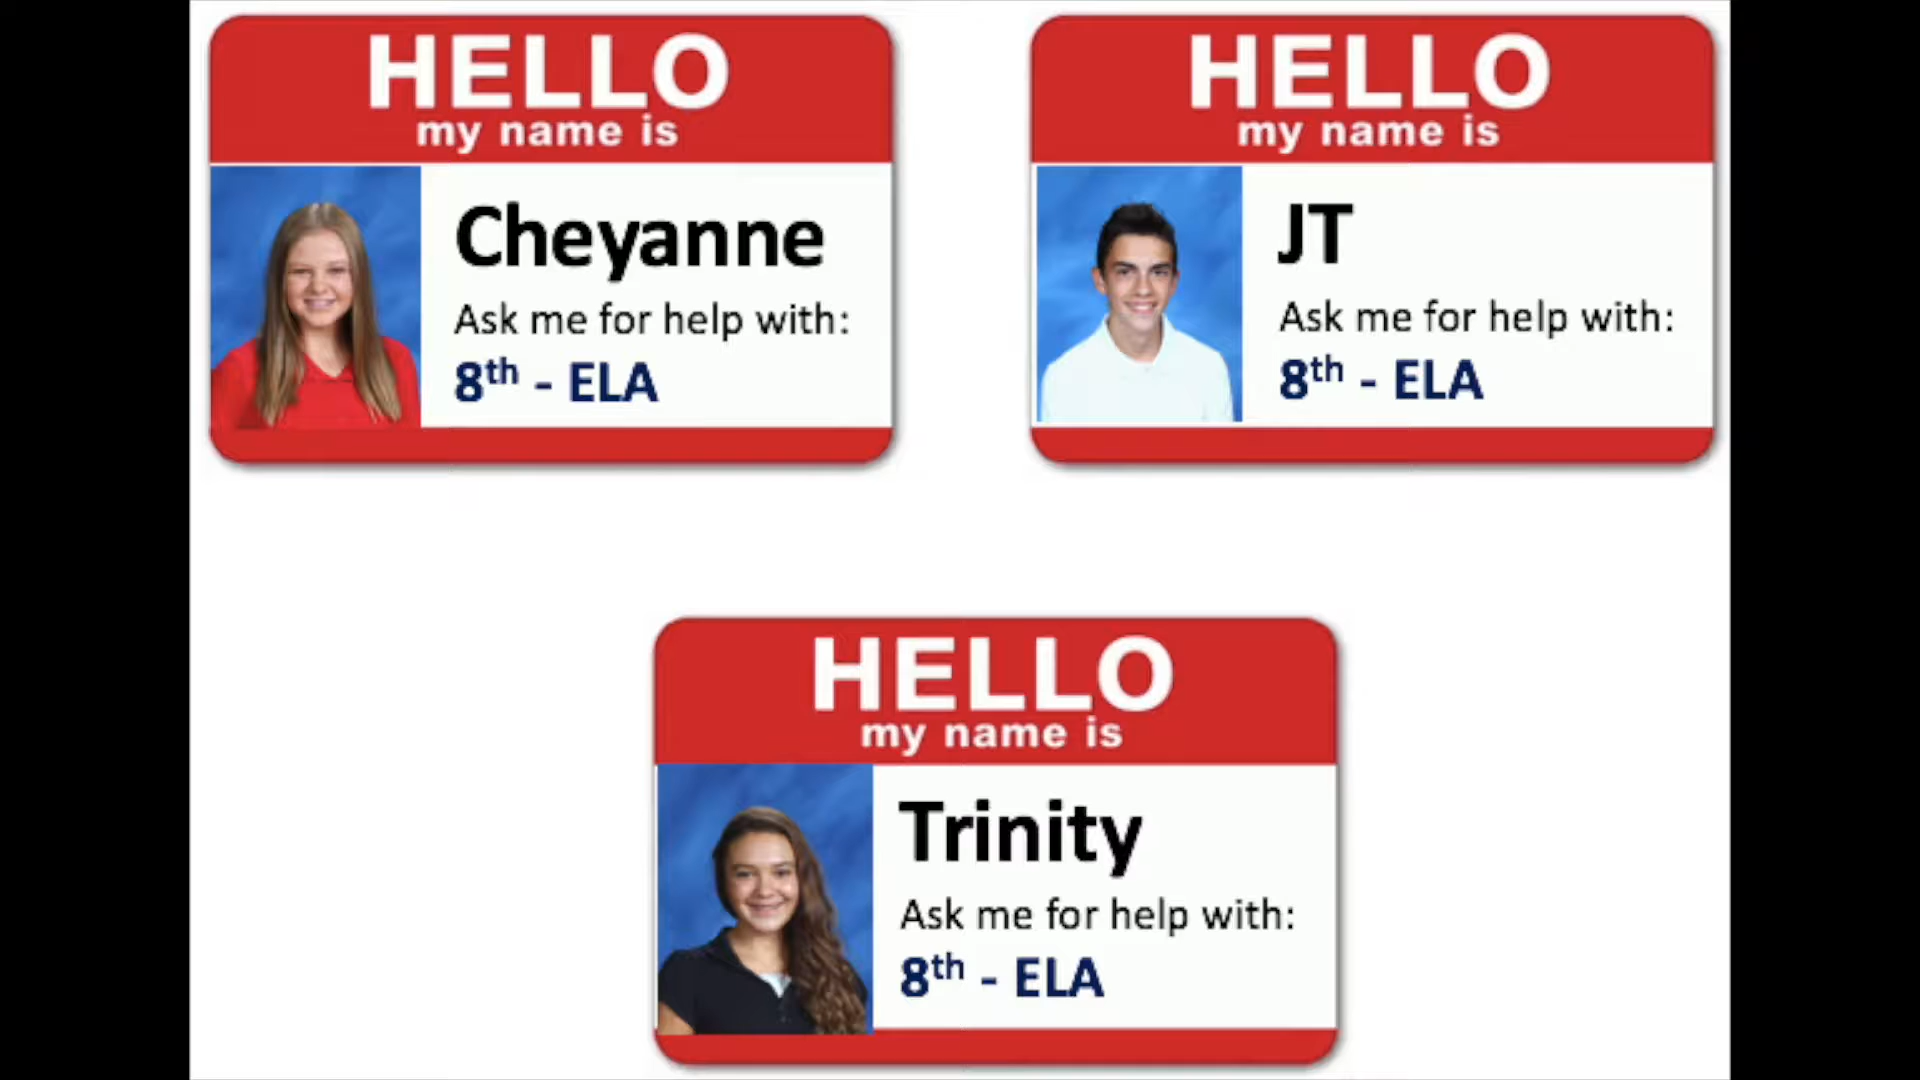 HELLO
my name is
Cheyanne
Ask me for help with:
8th - ELA
HELLO
my name is
JT
Ask me for help with:
8th - ELA
HELLO
my name is
Trinity
Ask me for help with:
8th - ELA